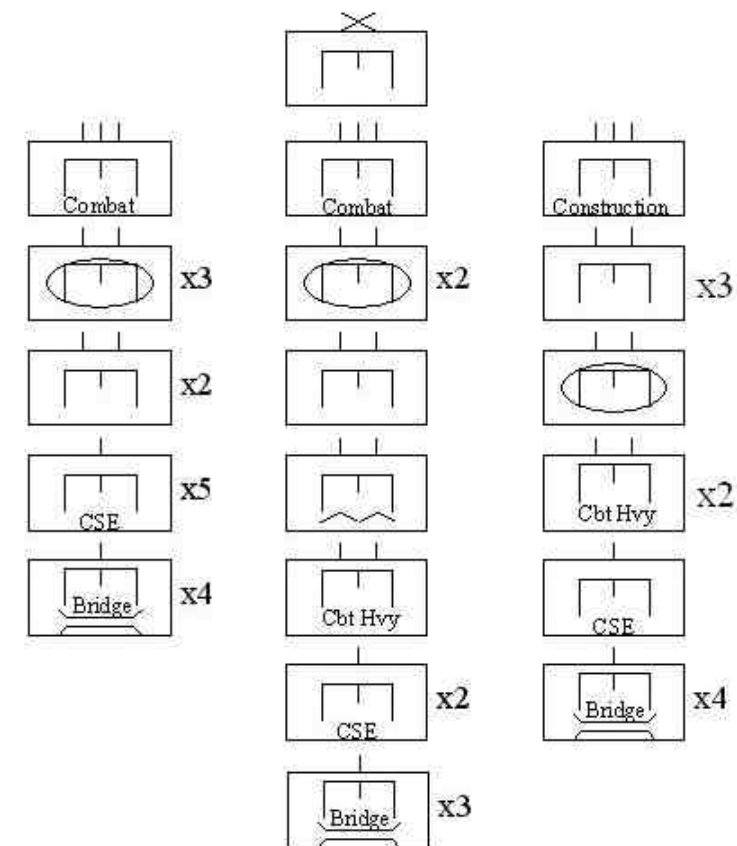 Combat
Combat
Construction
x3
x2
x3
x2
x5
CSE
Cbt Hvy
x2
Bridge
x4
Cbt Hvy
CSE
CSE
x2
Bridge
x4
Bridge
x3